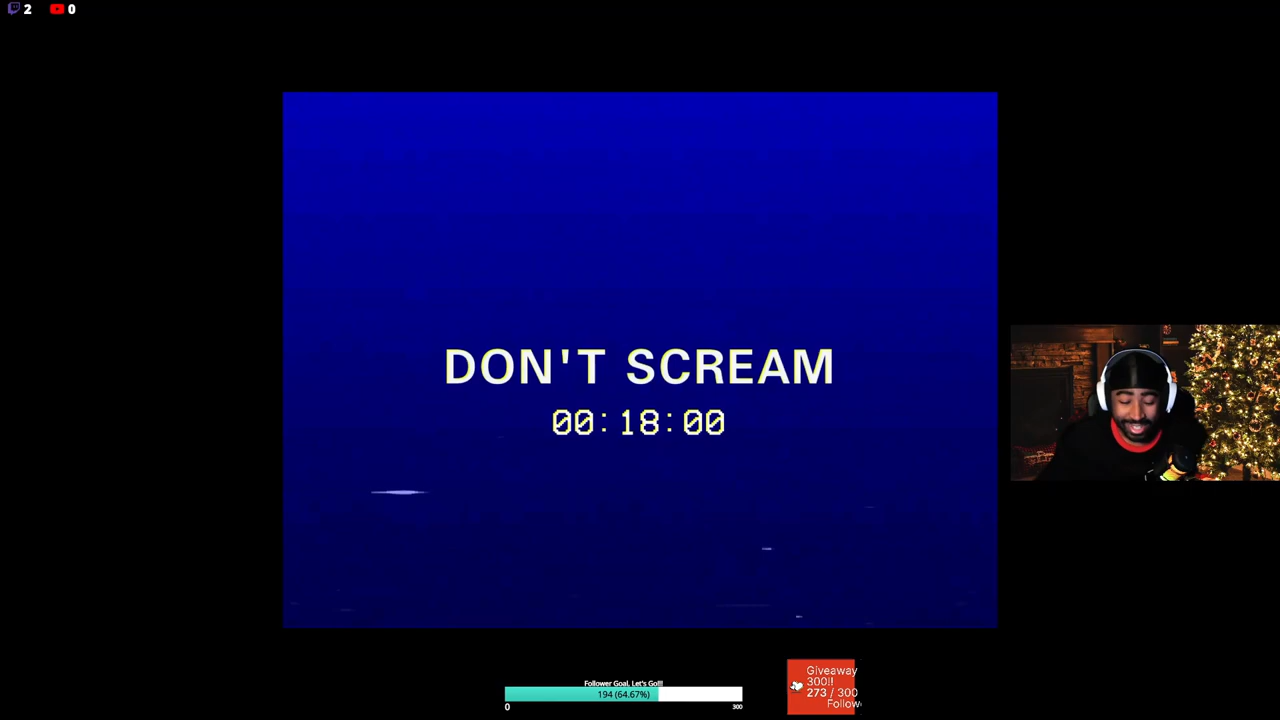 2 0
DON'T SCREAM
00:18:00
Follower Goal, Let's Go!!!
194 (64.67%)
0 300
Giveaway
300!!
273 / 300
Follow